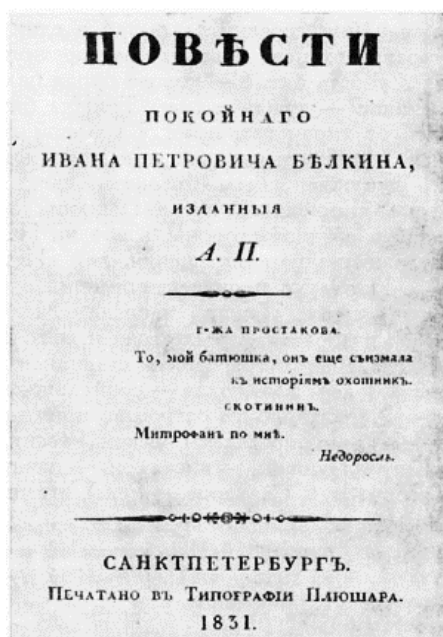 ПОВѢСТИ
ПОКОЙНАГО
ИВАНА ПЕТРОВИЧА БѢЛКИНА,
ИЗДАННЫЯ
А. П.
Г-ЖА ПРОСТАКОВА.
То, мой батюшка, онъ еще съизмала
къ исторіямъ охотникъ.
СКОТИНИНЪ.
Митрофанъ по мнѣ.
Недоросль.
САНКТПЕТЕРБУРГЪ.
Печатано въ Типографіи Плюшара.
1831.